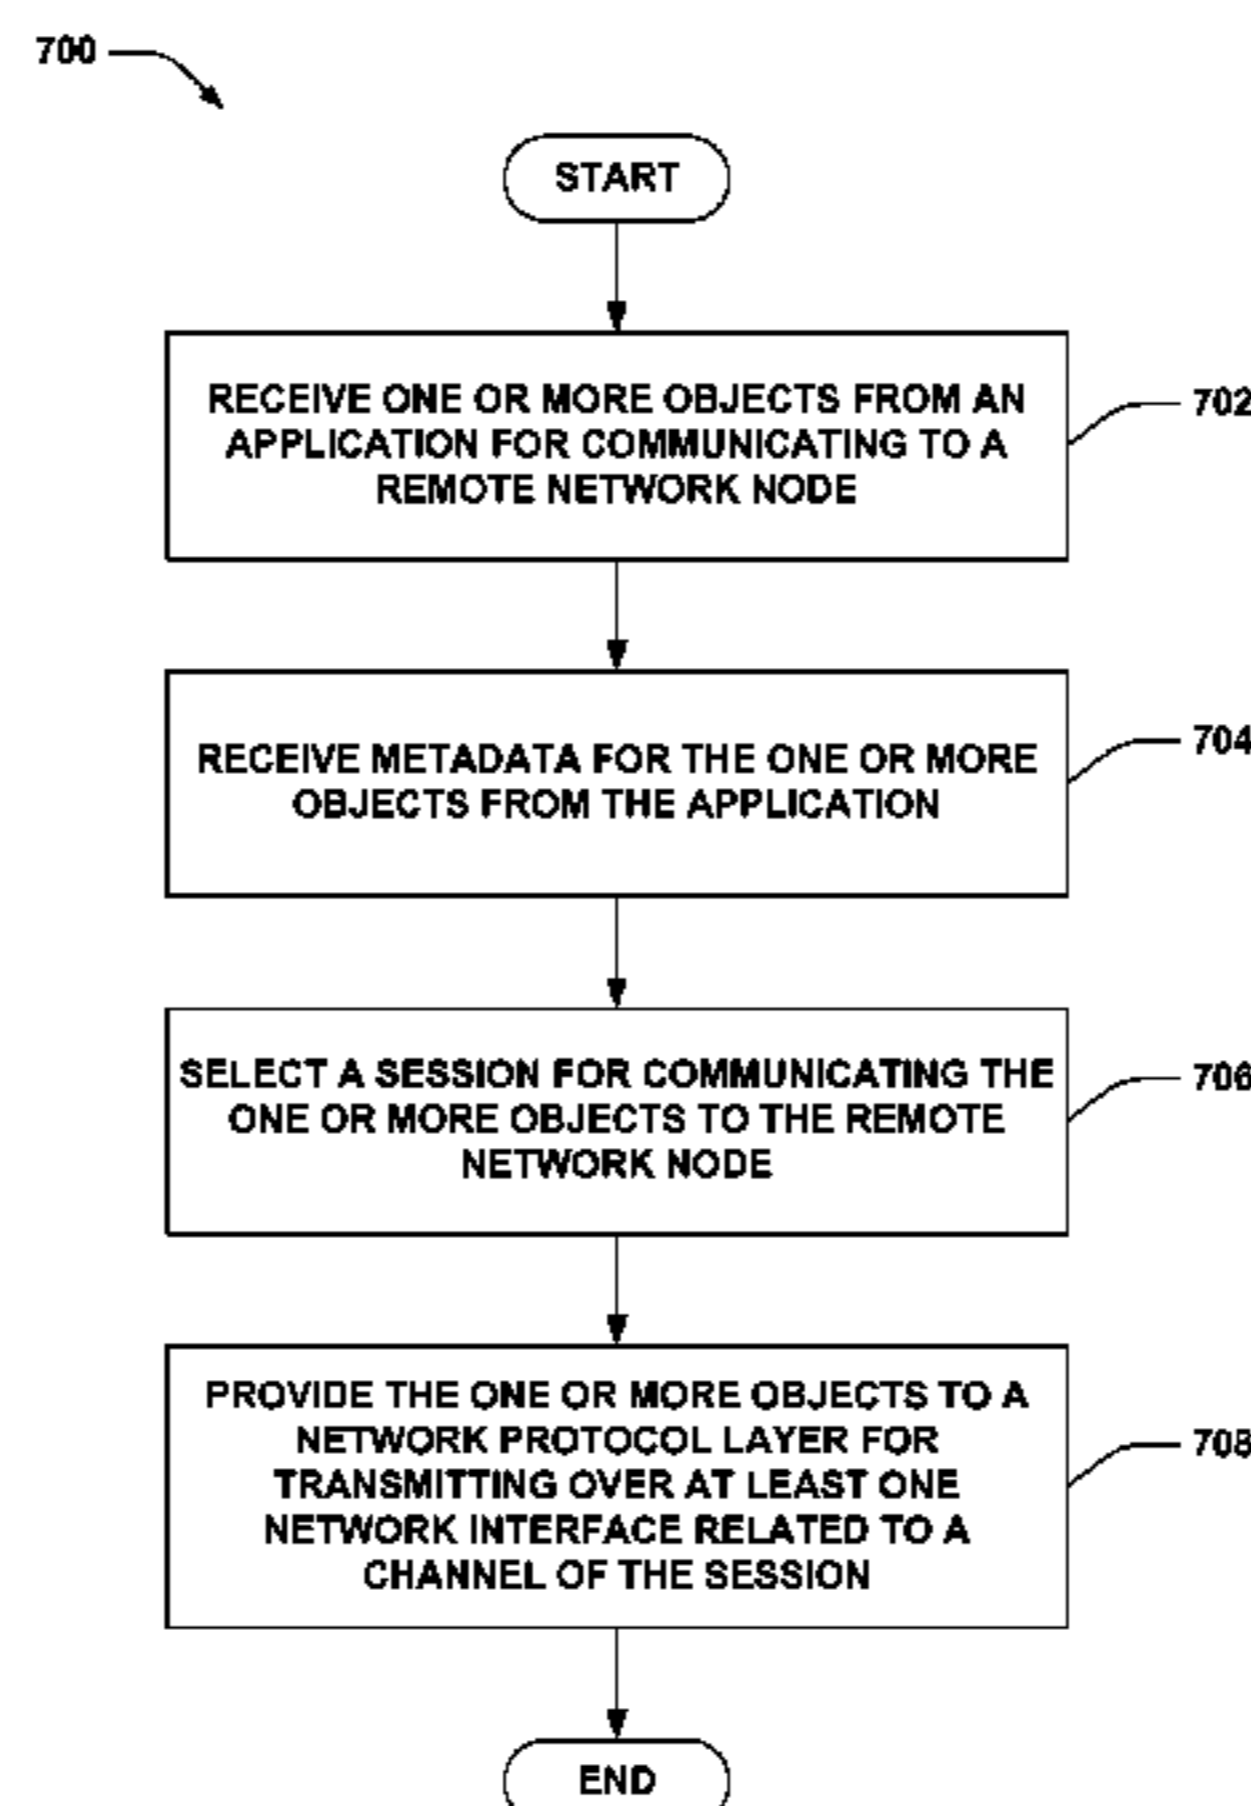 700
START
RECEIVE ONE OR MORE OBJECTS FROM AN
APPLICATION FOR COMMUNICATING TO A
REMOTE NETWORK NODE
702
RECEIVE METADATA FOR THE ONE OR MORE
OBJECTS FROM THE APPLICATION
704
SELECT A SESSION FOR COMMUNICATING THE
ONE OR MORE OBJECTS TO THE REMOTE
NETWORK NODE
706
PROVIDE THE ONE OR MORE OBJECTS TO A
NETWORK PROTOCOL LAYER FOR
TRANSMITTING OVER AT LEAST ONE
NETWORK INTERFACE RELATED TO A
CHANNEL OF THE SESSION
708
END